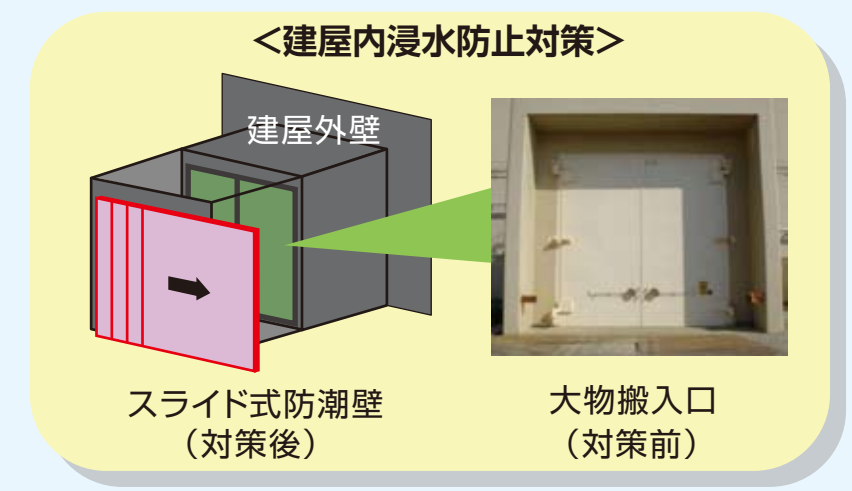 ＜建屋内浸水防止対策＞
建屋外壁
スライド式防潮壁
（対策後）
大物搬入口
（対策前）